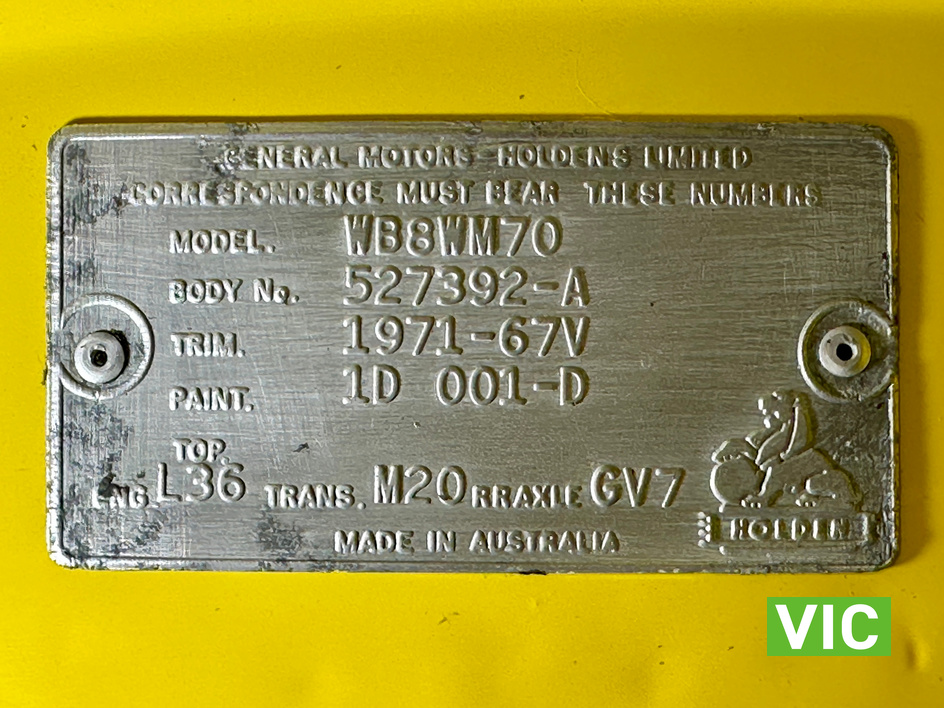 GENERAL MOTORS-HOLDEN'S LIMITED
CORRESPONDENCE MUST BEAR THESE NUMBERS
MODEL. WB8WM70
BODY No. 527392-A
TRIM. 1971-67V
PAINT. 1D 001-D
TOP.
ENG. L36 TRANS. M20 RRAXLE GV7
HOLDEN
MADE IN AUSTRALIA
VIC